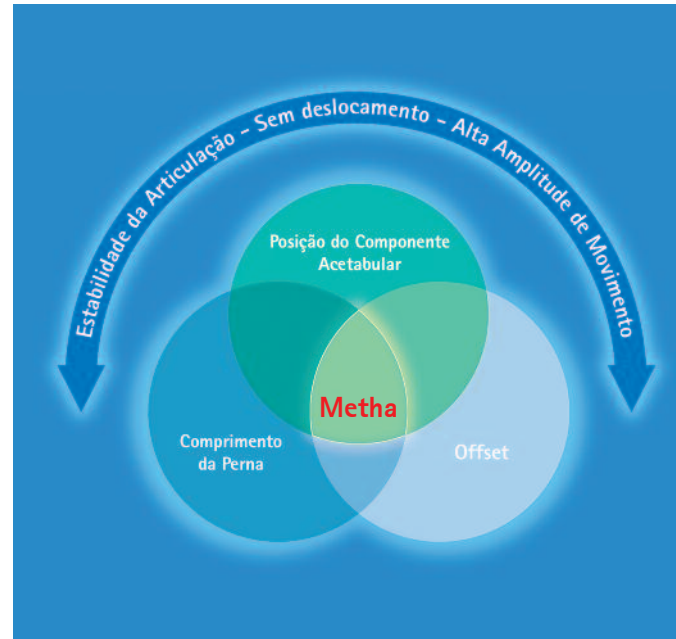 Estabilidade da Articulação - Sem deslocamento - Alta Amplitude de Movimento
Posição do Componente
Acetabular
Metha
Comprimento
da Perna
Offset